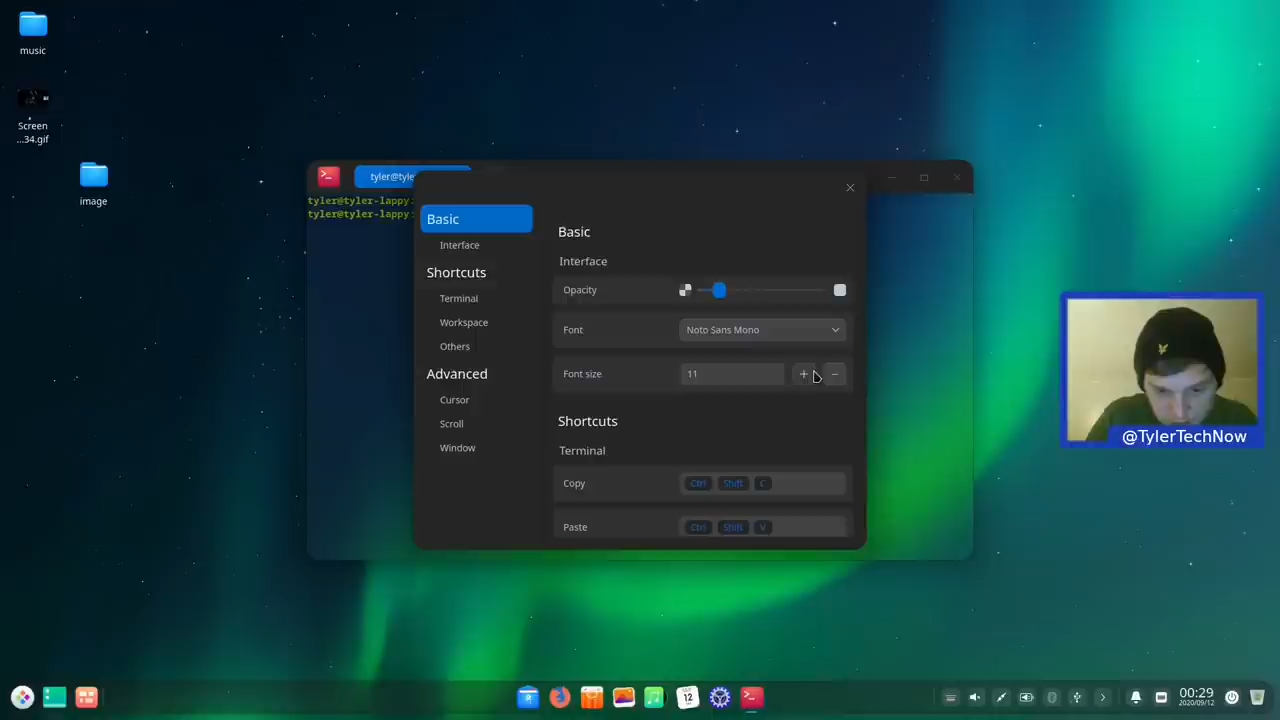 music
Screen
...34.gif
image
tyler@tyle
tyler@tyler-lappy:
tyler@tyler-lappy:
Basic
Interface
Shortcuts
Terminal
Workspace
Others
Advanced
Cursor
Scroll
Window
Basic
Interface
Opacity
Font
Noto Sans Mono
Font size
11
+
−
Shortcuts
Terminal
Copy
Ctrl Shift C
Paste
Ctrl Shift V
@TylerTechNow
12
00:29
2020/09/12